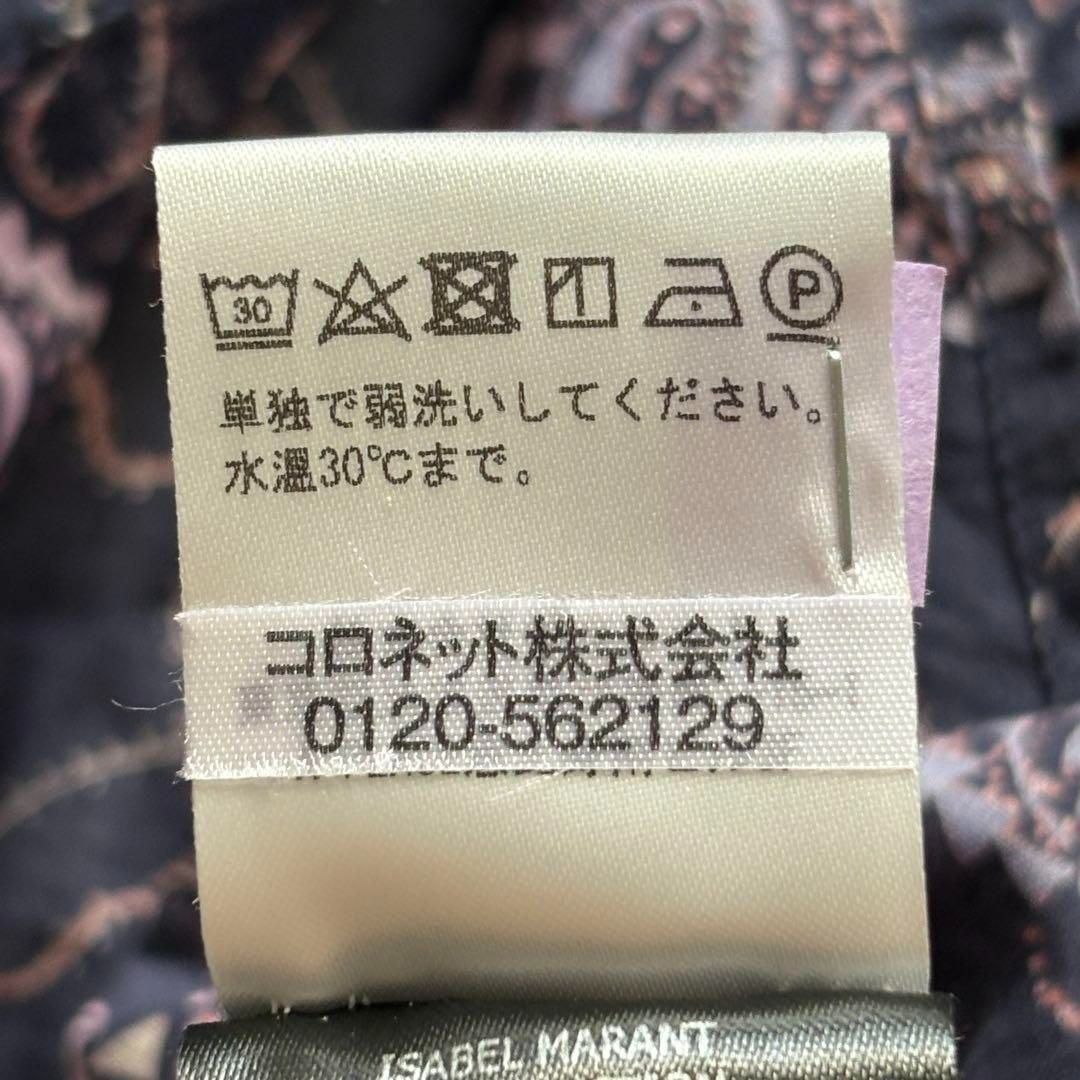 30
P
単独で弱洗いしてください。
水温30℃まで。
コロネット株式会社
0120-562129
ISABEL MARANT